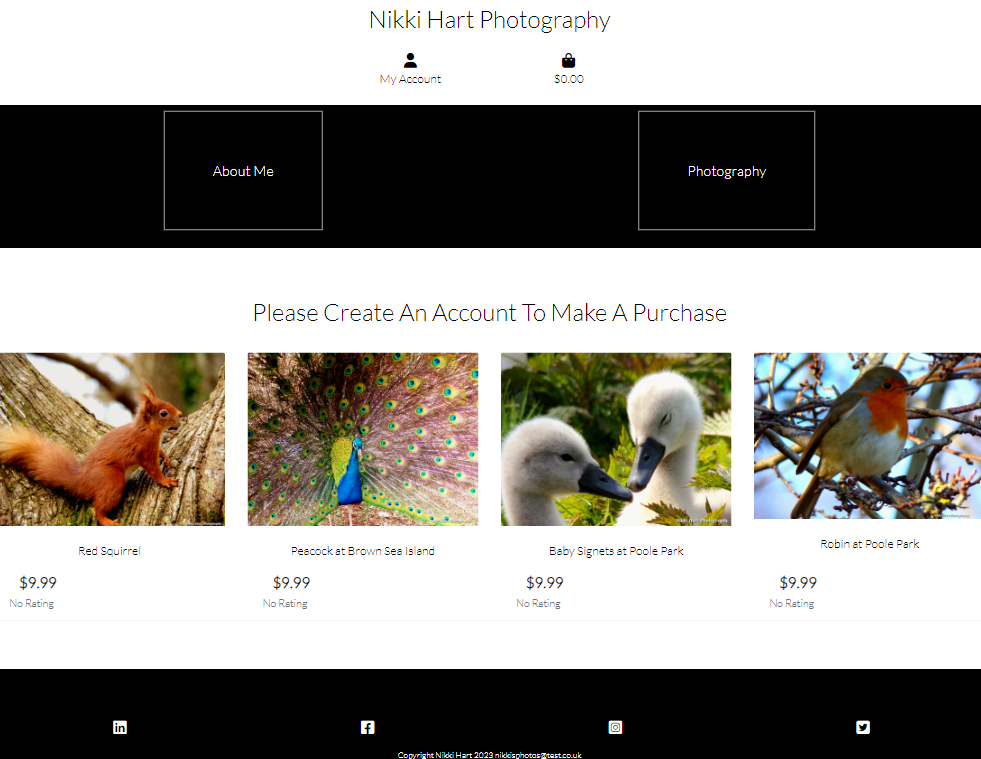 Nikki Hart Photography
My Account
$0.00
About Me
Photography
Please Create An Account To Make A Purchase
Nikki Hart Photography
Red Squirrel
Peacock at Brown Sea Island
Baby Signets at Poole Park
Robin at Poole Park
$9.99
$9.99
$9.99
$9.99
No Rating
No Rating
No Rating
No Rating
Copyright Nikki Hart 2023 nikkisphotos@test.co.uk